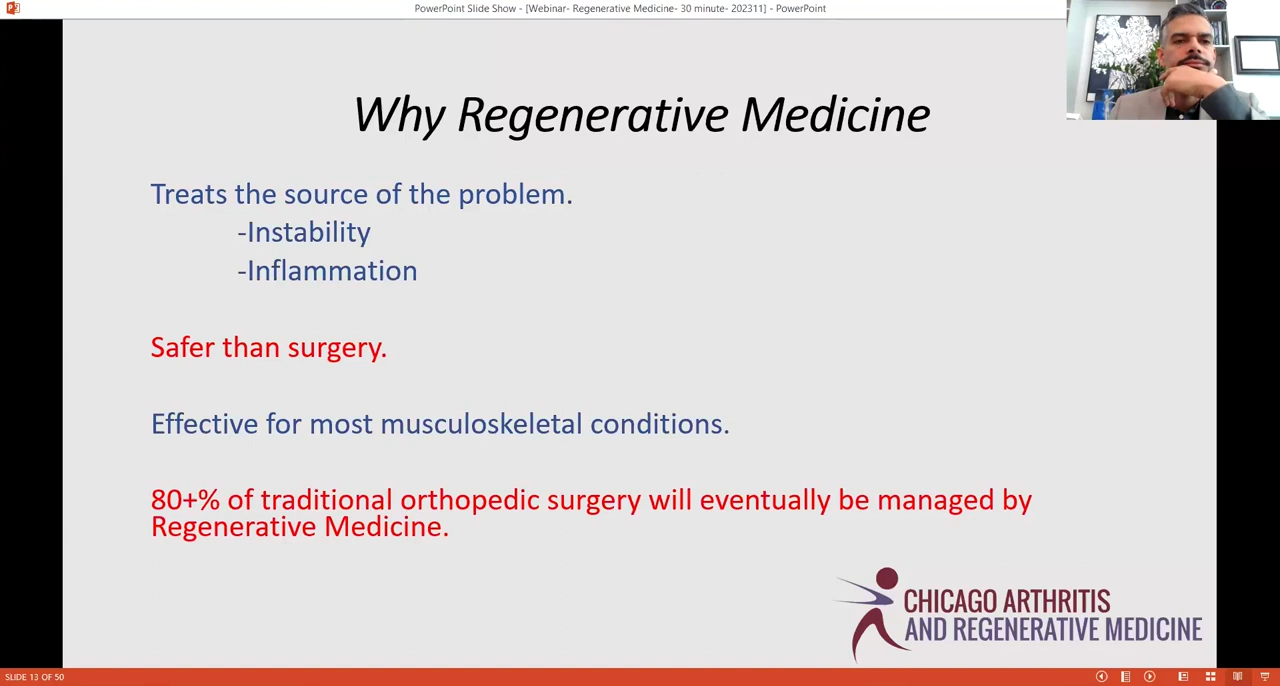 PowerPoint Slide Show - [Webinar- Regenerative Medicine- 30 minute- 202311] - PowerPoint
Why Regenerative Medicine
Treats the source of the problem.
-Instability
-Inflammation
Safer than surgery.
Effective for most musculoskeletal conditions.
80+% of traditional orthopedic surgery will eventually be managed by
Regenerative Medicine.
CHICAGO ARTHRITIS
AND REGENERATIVE MEDICINE
SLIDE 13 OF 50